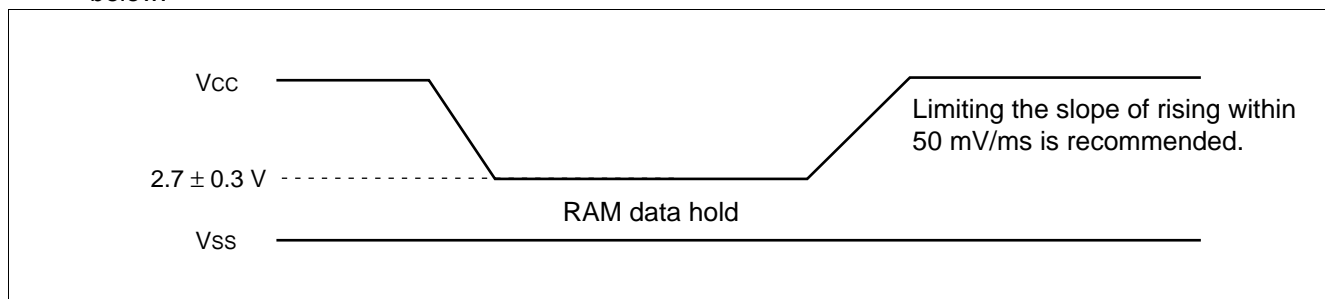 Vcc
Limiting the slope of rising within
50 mV/ms is recommended.
2.7 ± 0.3 V
RAM data hold
Vss